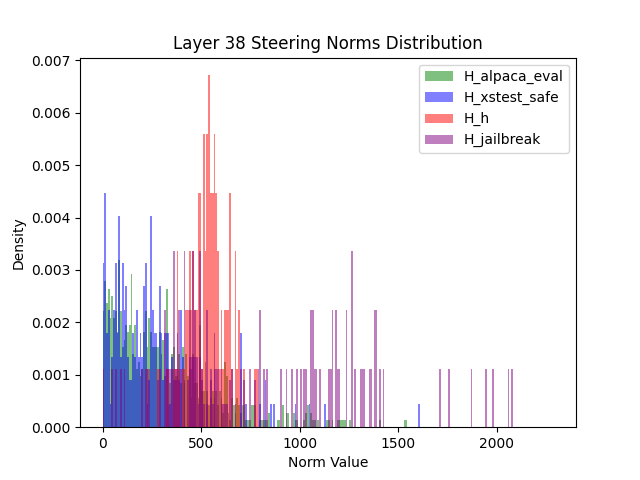 Layer 38 Steering Norms Distribution
H_alpaca_eval
H_xstest_safe
H_h
H_jailbreak
0.007
0.006
0.005
0.004
0.003
0.002
0.001
0.000
Density
0
500
1000
1500
2000
Norm Value